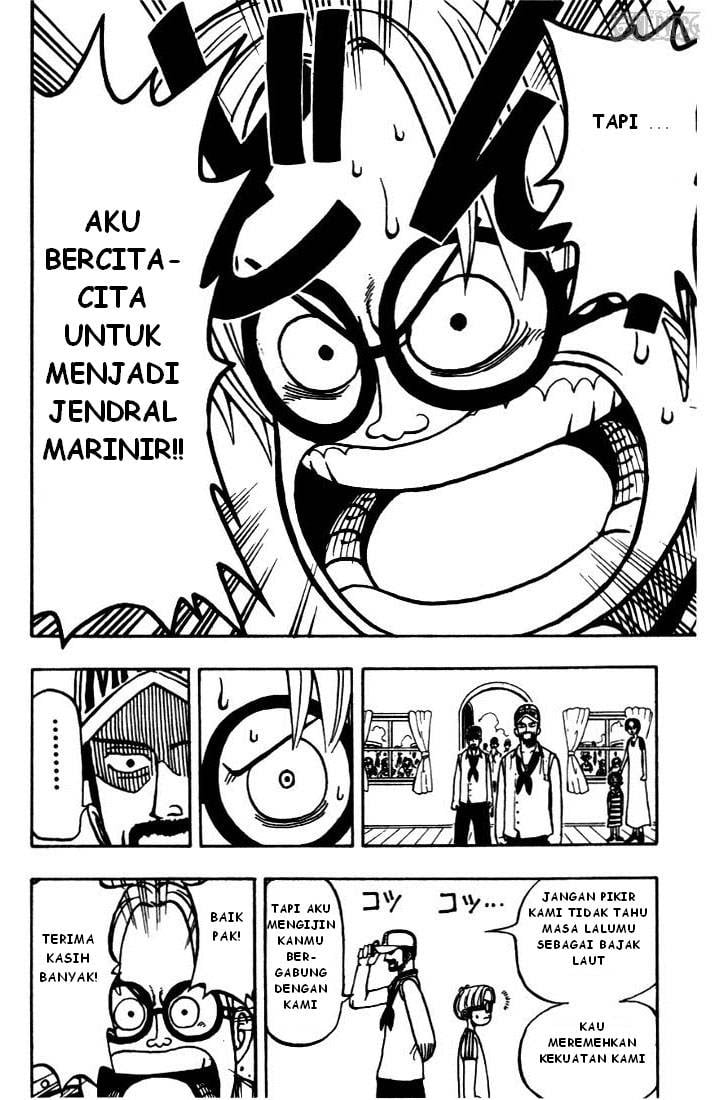 TAPI ...
AKU
BERCITA-
CITA
UNTUK
MENJADI
JENDRAL
MARINIR!!
M
........
JANGAN PIKIR
KAMI TIDAK TAHU
MASA LALUMU
SEBAGAI BAJAK
LAUT
KAU
MEREMEHKAN
KEKUATAN KAMI
コツ コツ...
TAPI AKU
MENGIJIN
KANMU
BER-
GABUNG
DENGAN
KAMI
BAIK
PAK!
TERIMA
KASIH
BANYAK!